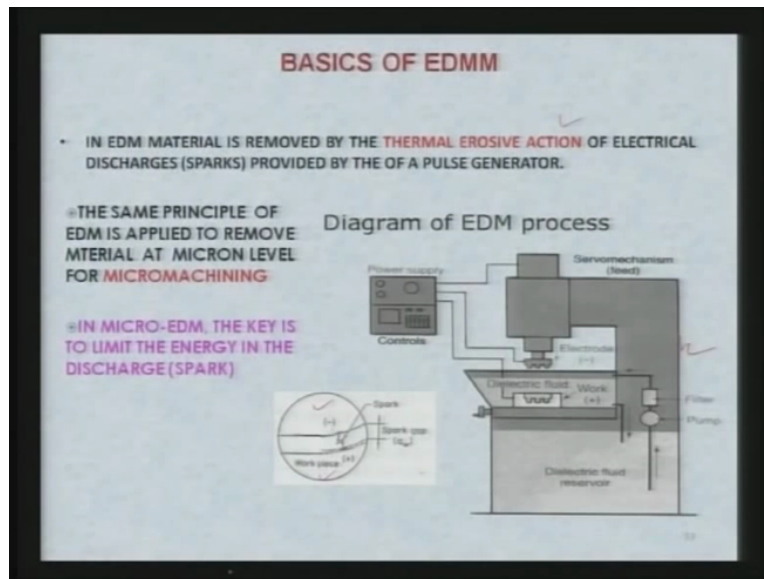 BASICS OF EDMM
• IN EDM MATERIAL IS REMOVED BY THE THERMAL EROSIVE ACTION OF ELECTRICAL
DISCHARGES (SPARKS) PROVIDED BY THE OF A PULSE GENERATOR.
THE SAME PRINCIPLE OF
EDM IS APPLIED TO REMOVE
MTERIAL AT MICRON LEVEL
FOR MICROMACHINING
IN MICRO-EDM, THE KEY IS
TO LIMIT THE ENERGY IN THE
DISCHARGE (SPARK)
Diagram of EDM process
Power supply
Controls
Servomechanism
(feed)
Electrode
(−)
Dielectric fluid
Work
(+)
Filter
Pump
Dielectric fluid
reservoir
Spark
(−)
Spark gap
Work piece (+)